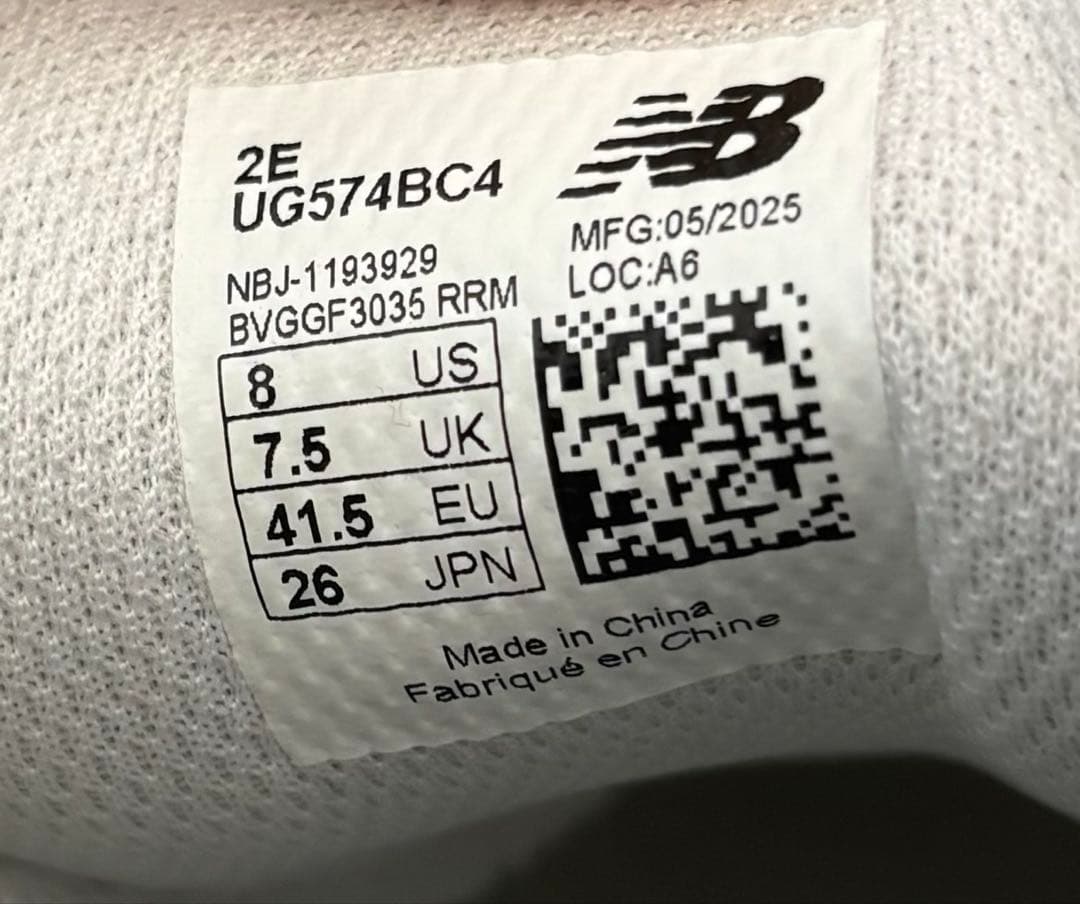 2E
UG574BC4
NBJ-1193929
BVGGF3035 RRM
8 US
7.5 UK
41.5 EU
26 JPN
NB
MFG:05/2025
LOC:A6
Made in China
Fabriqué en Chine